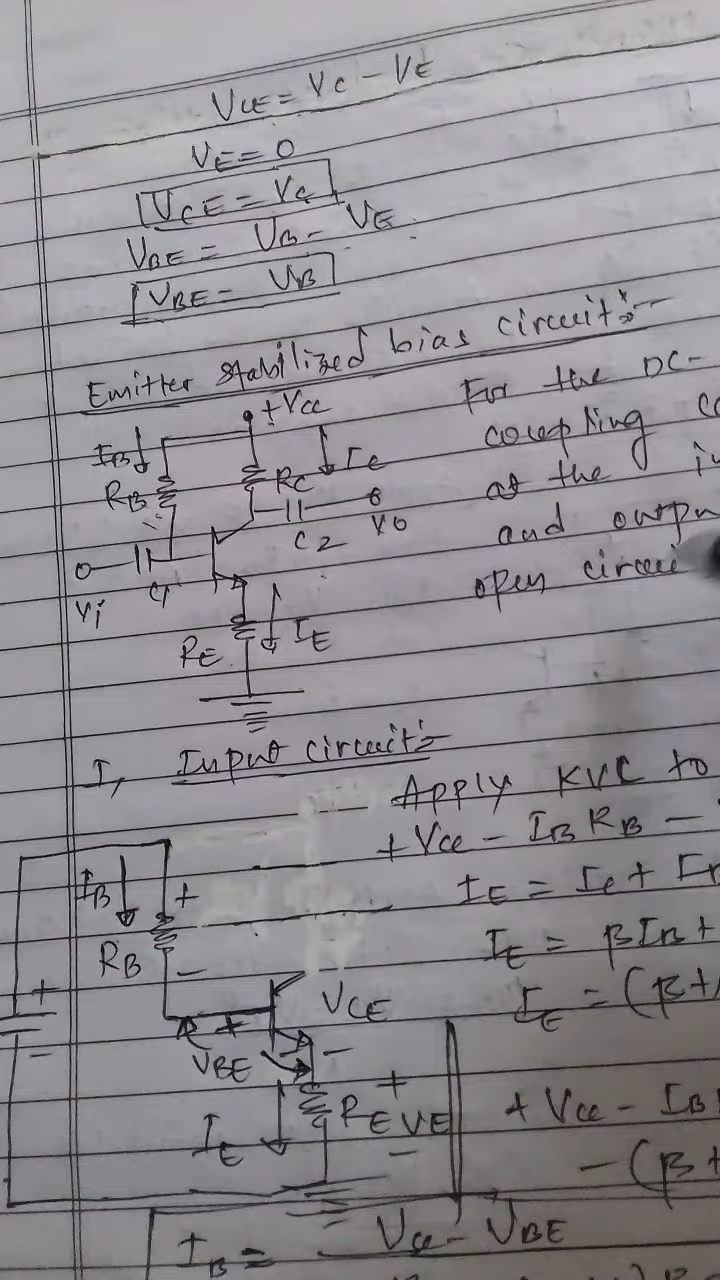 VCE = VC - VE
VE = 0
VCE = VC
VBE = VB - VE
VBE = VB
Emitter stabilized bias circuit:-
+Vcc
IB
RB
RC
IC
C2
Vo
C1
Vi
RE
IE
For the DC-
coupling
at the
and
open
I, Input circuit:-
Apply KVL to
+Vcc - IB RB -
IE = IC +
IE = βIB +
IE = (β+
IB
+
RB
-
+
-
VCE
+
VBE
-
IE
+
RE VE
-
+ Vcc - IB
- (β+
IB = Vcc - VBE